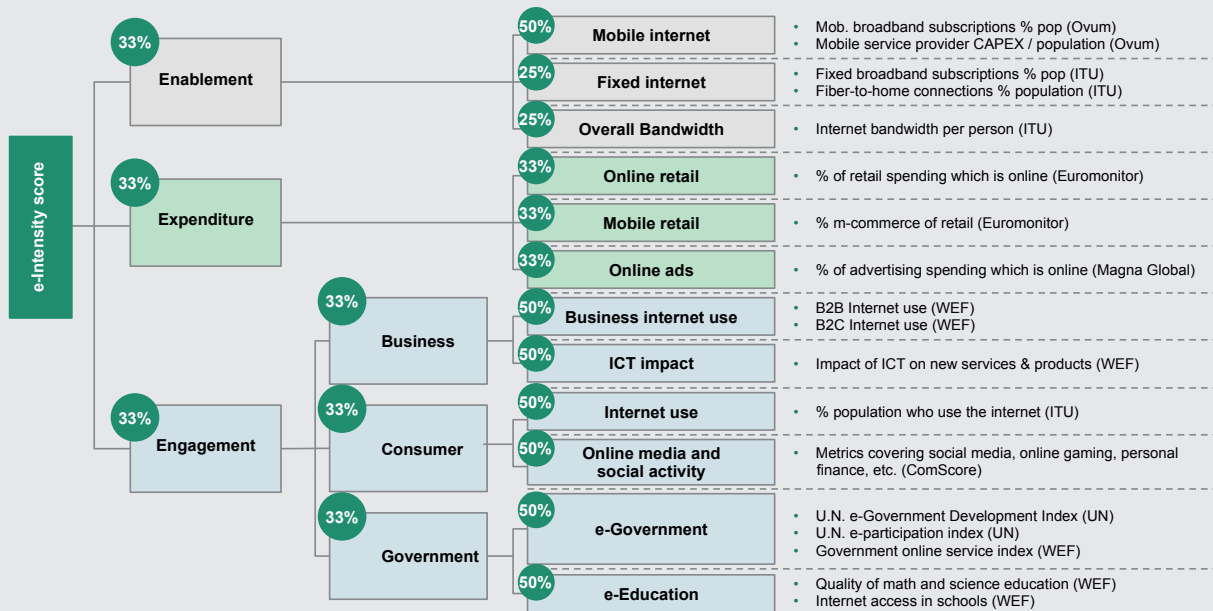 e-Intensity score
33%
Enablement
50%
Mobile internet
• Mob. broadband subscriptions % pop (Ovum)
• Mobile service provider CAPEX / population (Ovum)
25%
Fixed internet
• Fixed broadband subscriptions % pop (ITU)
• Fiber-to-home connections % population (ITU)
25%
Overall Bandwidth
• Internet bandwidth per person (ITU)
33%
Expenditure
33%
Online retail
• % of retail spending which is online (Euromonitor)
33%
Mobile retail
• % m-commerce of retail (Euromonitor)
33%
Online ads
• % of advertising spending which is online (Magna Global)
33%
Engagement
33%
Business
50%
Business internet use
• B2B Internet use (WEF)
• B2C Internet use (WEF)
50%
ICT impact
• Impact of ICT on new services & products (WEF)
33%
Consumer
50%
Internet use
• % population who use the internet (ITU)
50%
Online media and
social activity
• Metrics covering social media, online gaming, personal
finance, etc. (ComScore)
33%
Government
50%
e-Government
• U.N. e-Government Development Index (UN)
• U.N. e-participation index (UN)
• Government online service index (WEF)
50%
e-Education
• Quality of math and science education (WEF)
• Internet access in schools (WEF)